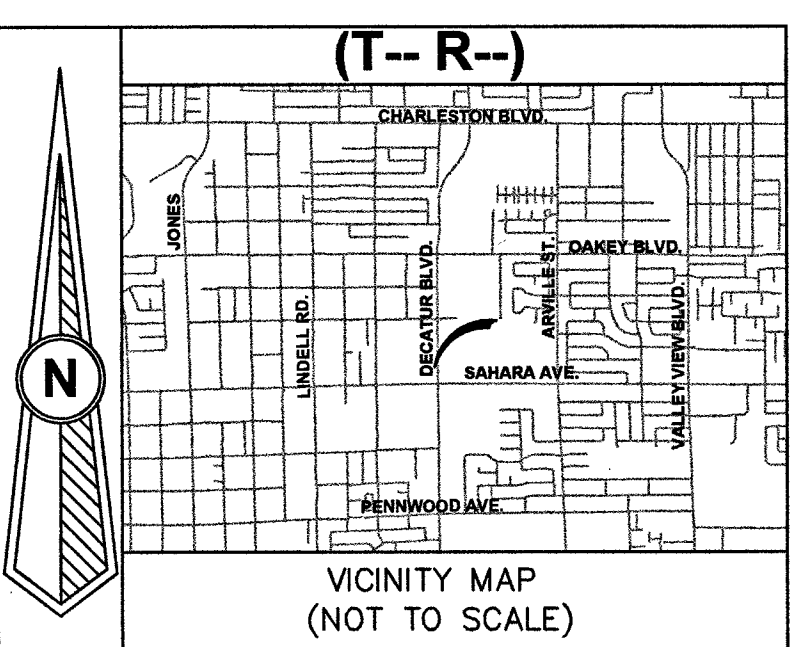 (T-- R--)
CHARLESTON BLVD.
JONES
OAKEY BLVD.
DECATUR BLVD.
ARVILLE ST.
LINDELL RD.
VALLEY VIEW BLVD.
SAHARA AVE.
N
PENNWOOD AVE.
VICINITY MAP
(NOT TO SCALE)